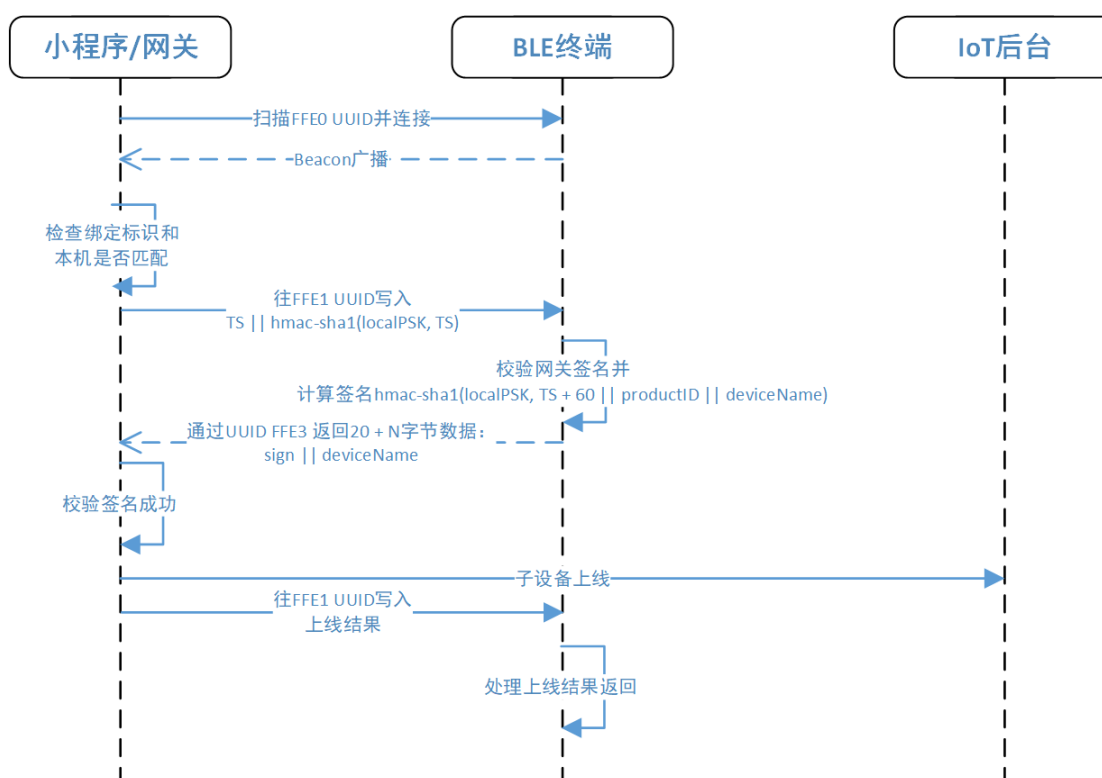 小程序/网关
BLE终端
IoT后台
扫描FFE0 UUID并连接
Beacon广播
检查绑定标识和
本机是否匹配
往FFE1 UUID写入
TS || hmac-sha1(localPSK, TS)
校验网关签名并
计算签名hmac-sha1(localPSK, TS + 60 || productID || deviceName)
通过UUID FFE3 返回20 + N字节数据：
sign || deviceName
校验签名成功
子设备上线
往FFE1 UUID写入
上线结果
处理上线结果返回